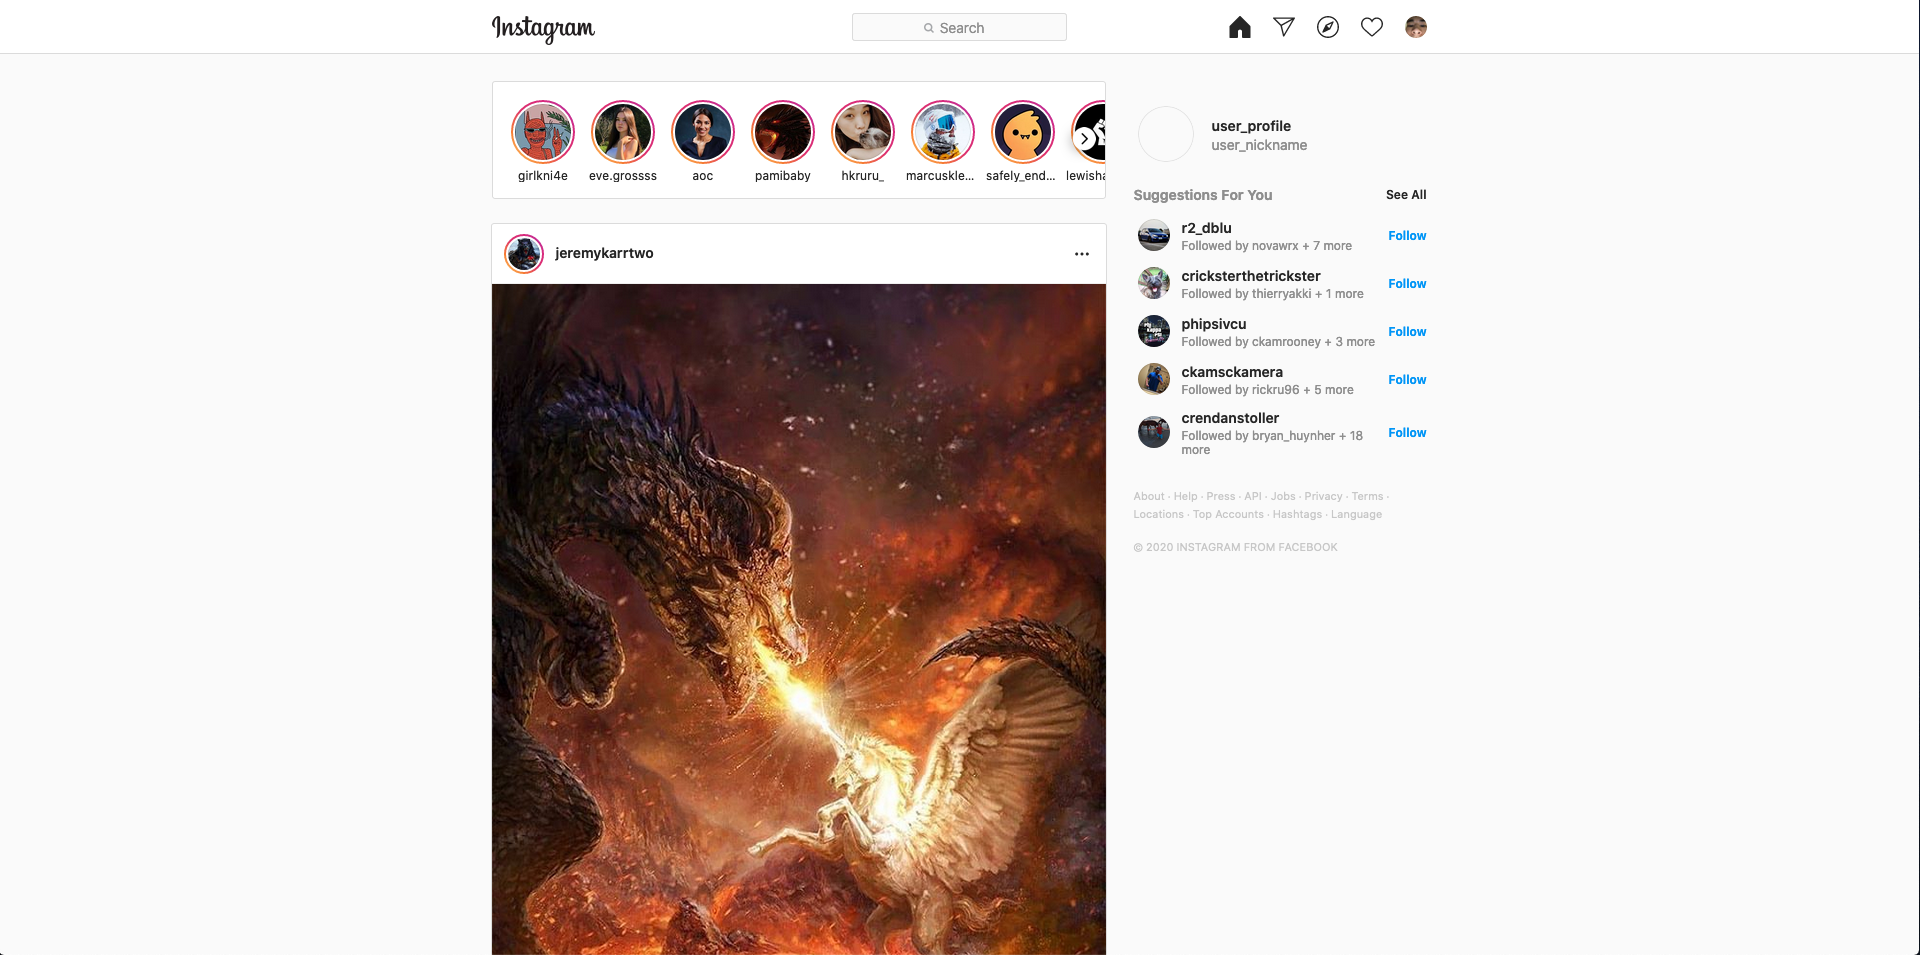 Instagram
Search
girlkni4e
eve.grossss
aoc
pamibaby
hkruru_
marcuskle...
safely_end...
lewisha
user_profile
user_nickname
Suggestions For You
See All
r2_dblu
Followed by novawrx + 7 more
Follow
cricksterthetrickster
Followed by thierryakki + 1 more
Follow
phipsivcu
Followed by ckamrooney + 3 more
Follow
ckamsckamera
Followed by rickru96 + 5 more
Follow
crendanstoller
Followed by bryan_huynher + 18
more
Follow
About · Help · Press · API · Jobs · Privacy · Terms ·
Locations · Top Accounts · Hashtags · Language
© 2020 INSTAGRAM FROM FACEBOOK
jeremykarrtwo